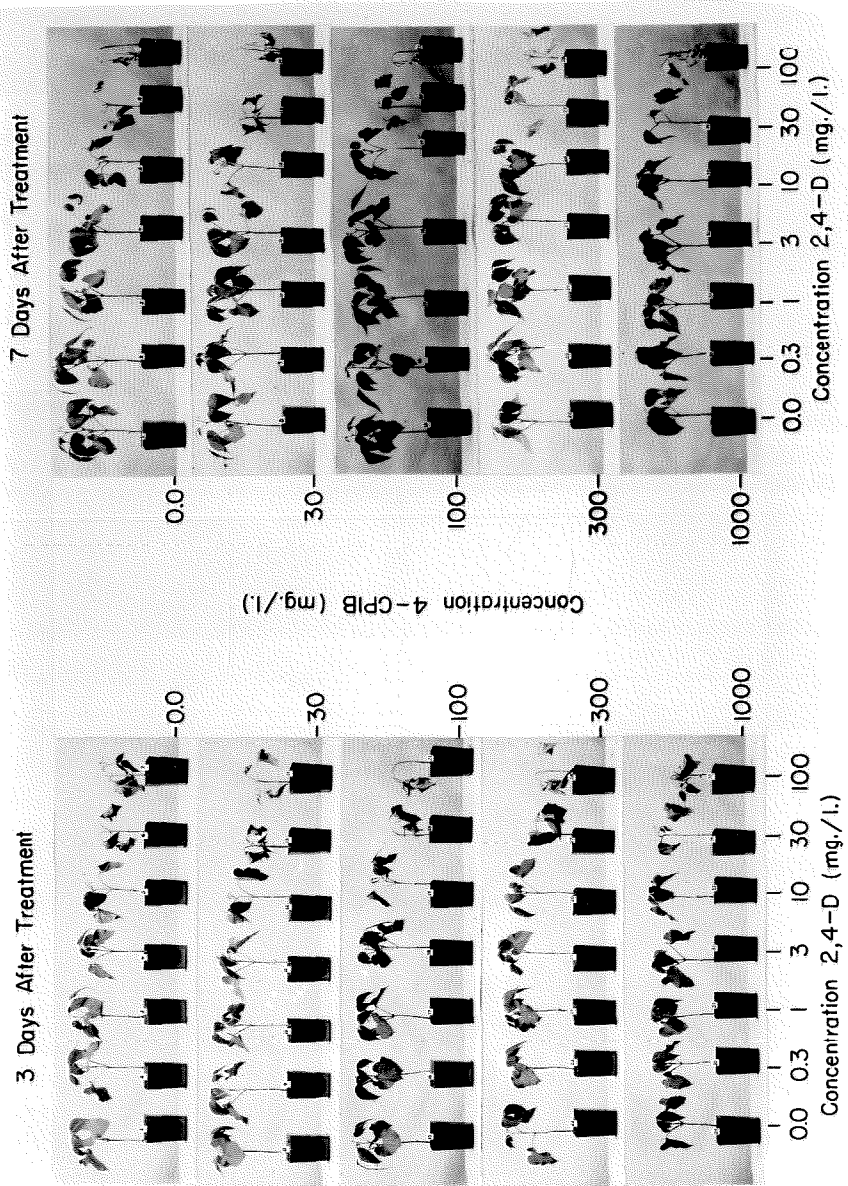 3 Days After Treatment
0.0
30
100
300
1000
0.0 0.3 1 3 10 30 100
Concentration 2,4-D (mg./l.)
Concentration 4-CPIB (mg./l.)
7 Days After Treatment
0.0
30
100
300
1000
0.0 0.3 1 3 10 30 100
Concentration 2,4-D (mg./l.)